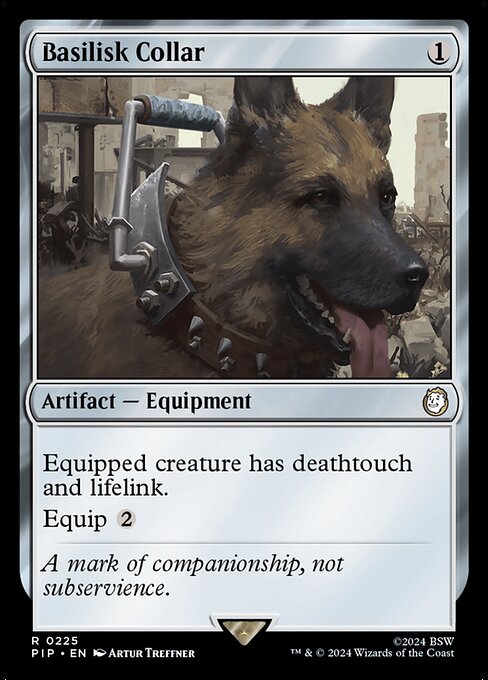 Basilisk Collar 1
Artifact — Equipment
Equipped creature has deathtouch
and lifelink.
Equip 2
A mark of companionship, not
subservience.
R 0225
PIP • EN Artur Treffner
©2024 BSW
™ & © 2024 Wizards of the Coast